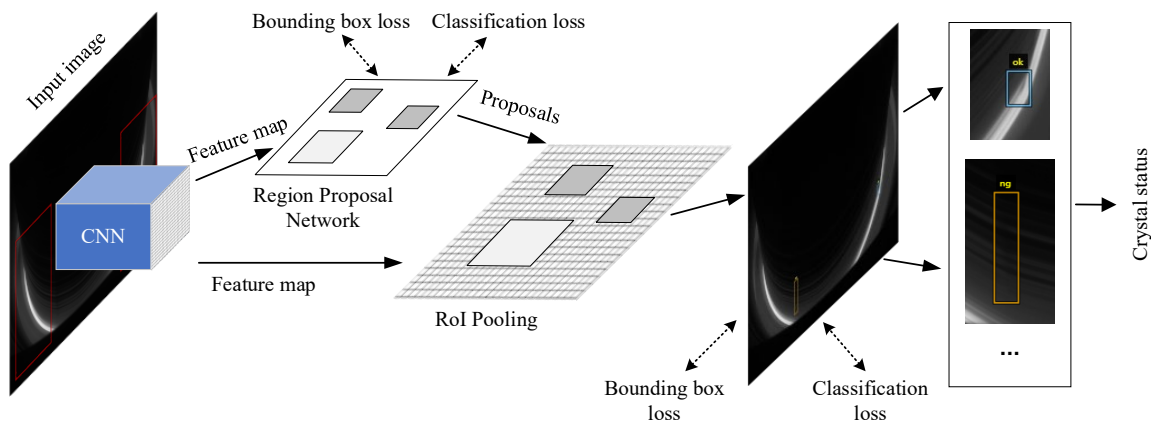 Input image
CNN
Feature map
Bounding box loss
Classification loss
Region Proposal
Network
Proposals
Feature map
RoI Pooling
Bounding box
loss
Classification
loss
ok
ng
...
Crystal status